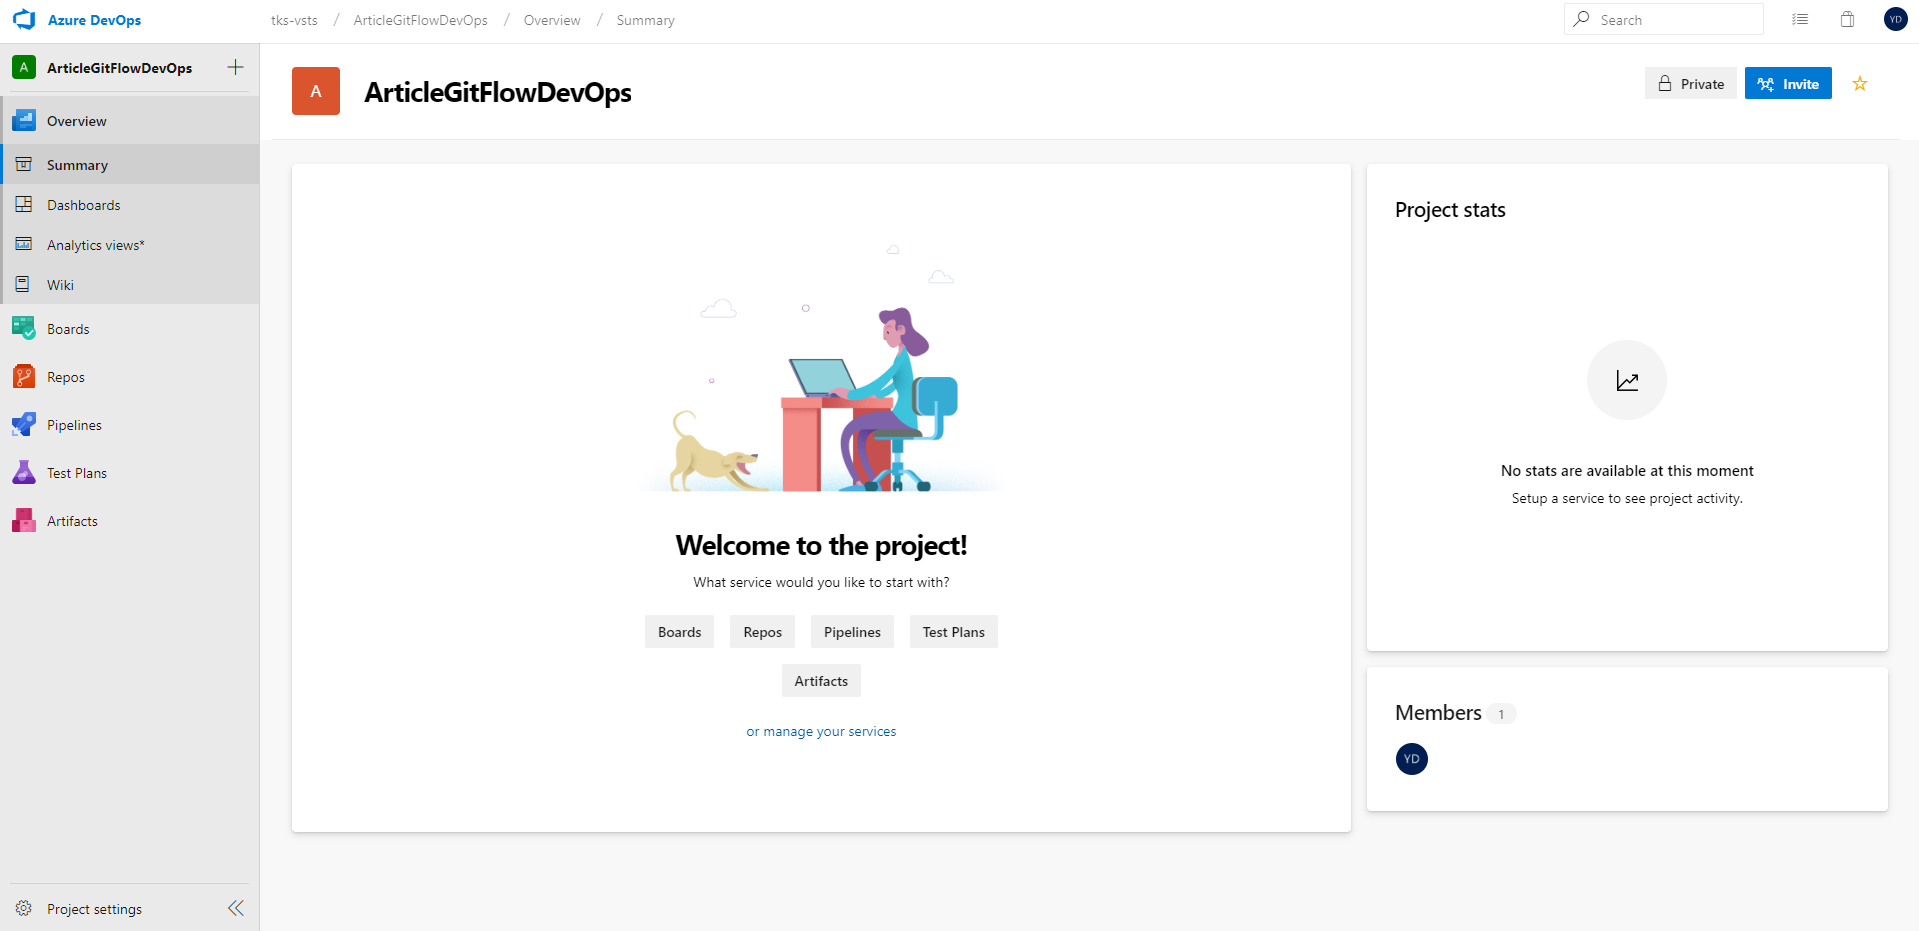 Azure DevOps
tks-vsts / ArticleGitFlowDevOps / Overview / Summary
Search
YD
A ArticleGitFlowDevOps
Overview
Summary
Dashboards
Analytics views*
Wiki
Boards
Repos
Pipelines
Test Plans
Artifacts
Project settings
A ArticleGitFlowDevOps
Private
Invite
Welcome to the project!
What service would you like to start with?
Boards Repos Pipelines Test Plans
Artifacts
or manage your services
Project stats
No stats are available at this moment
Setup a service to see project activity.
Members 1
YD